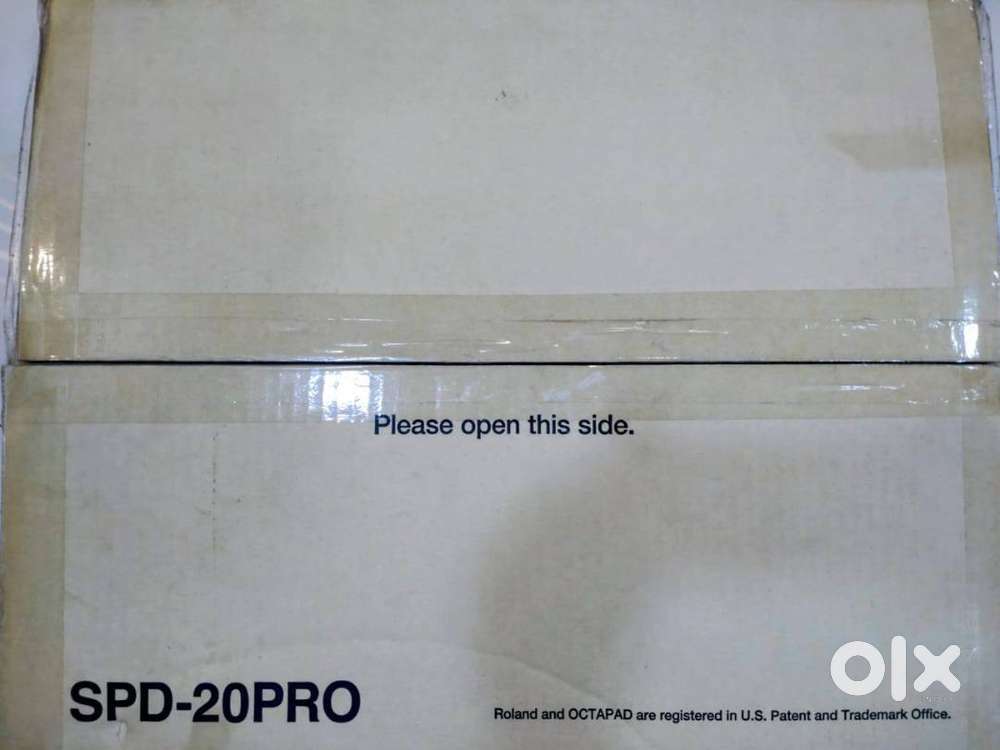 Please open this side.
SPD-20PRO
Roland and OCTAPAD are registered in U.S. Patent and Trademark Office.
olx